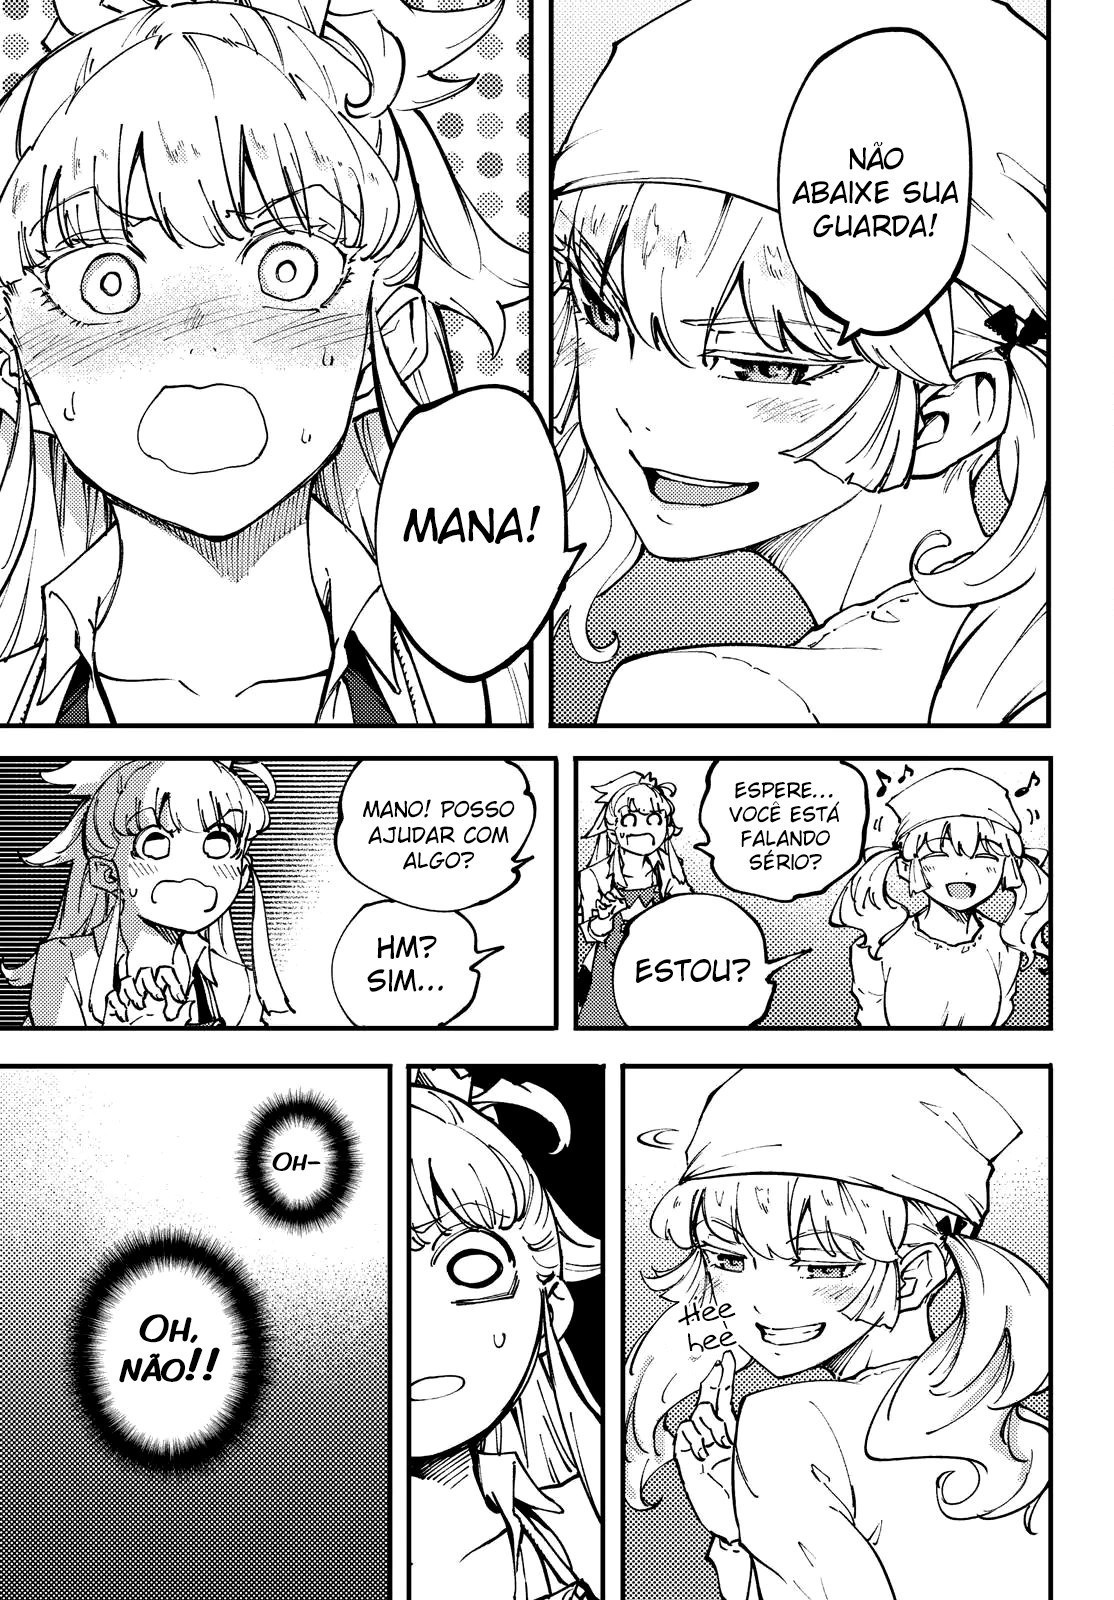 NÃO
ABAIXE SUA
GUARDA!
MANA!
ESPERE...
VOCÊ ESTÁ
FALANDO
SÉRIO?
ESTOU?
MANO! POSSO
AJUDAR COM
ALGO?
HM?
SIM...
Hee
hee
OH-
OH,
NÃO!!